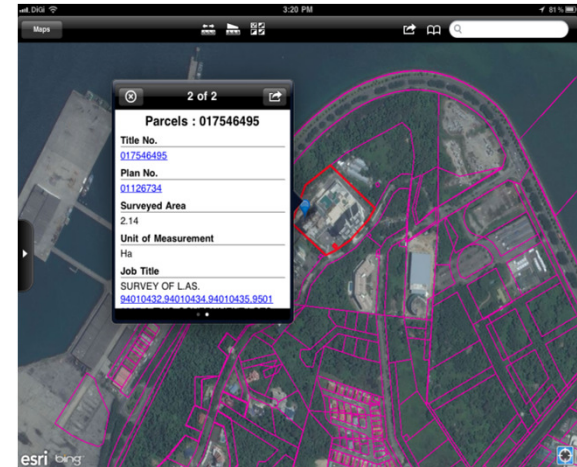 DiGi
3:20 PM
81%
Maps
2 of 2
Parcels : 017546495
Title No.
017546495
Plan No.
01126734
Surveyed Area
2.14
Unit of Measurement
Ha
Job Title
SURVEY OF L.AS.
94010432,94010434,94010435,9501
esri bing